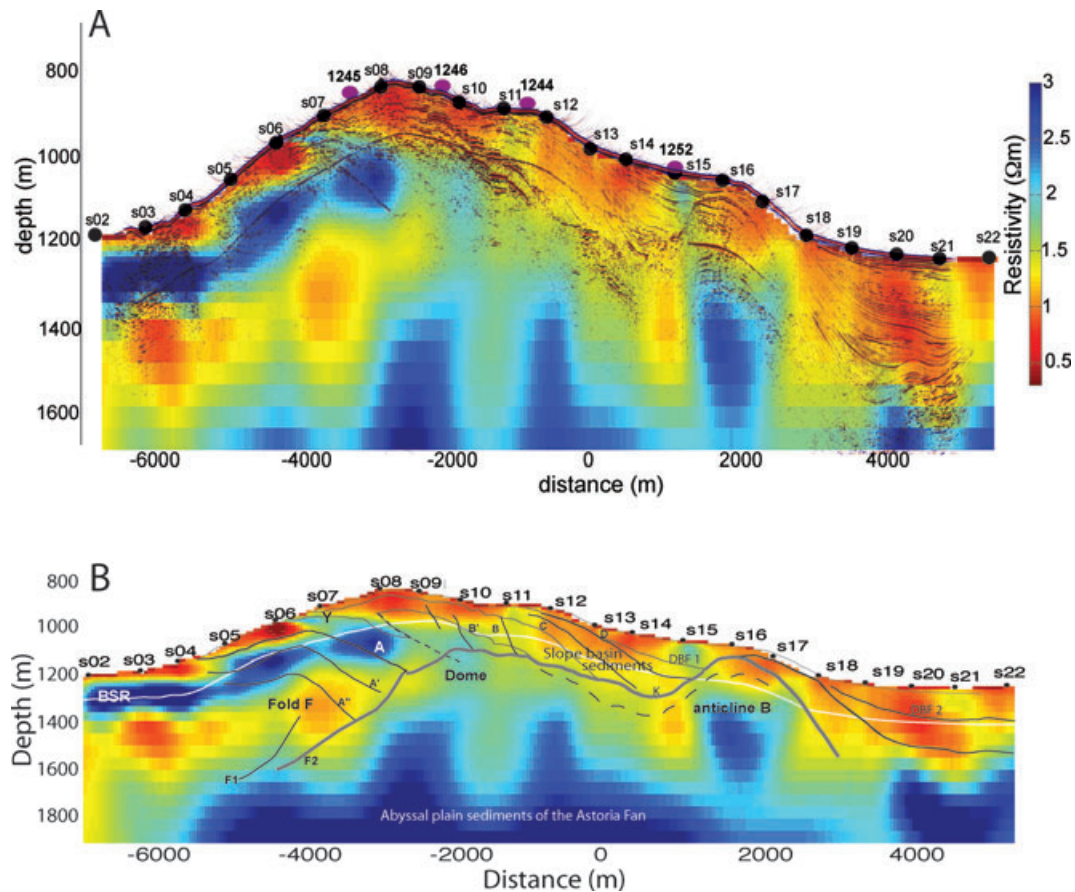 A
depth (m)
800
1000
1200
1400
1600
s02 s03 s04 s05 s06 s07 1245 s08 s09 1246 s10 s11 1244 s12 s13 s14 1252 s15 s16 s17 s18 s19 s20 s21 s22
-6000 -4000 -2000 0 2000 4000
distance (m)
3
2.5
2
1.5
1
0.5
Resistivity (Ωm)
B
Depth (m)
800
1000
1200
1400
1600
1800
s02 s03 s04 s05 s06 s07 s08 s09 s10 s11 s12 s13 s14 s15 s16 s17 s18 s19 s20 s21 s22
Y
A
B' B C D
BSR
Slope basin
sediments
DBF 1
Dome
A'
Fold F
A''
K
anticline B
DBF 2
F1
F2
Abyssal plain sediments of the Astoria Fan
-6000 -4000 -2000 0 2000 4000
Distance (m)